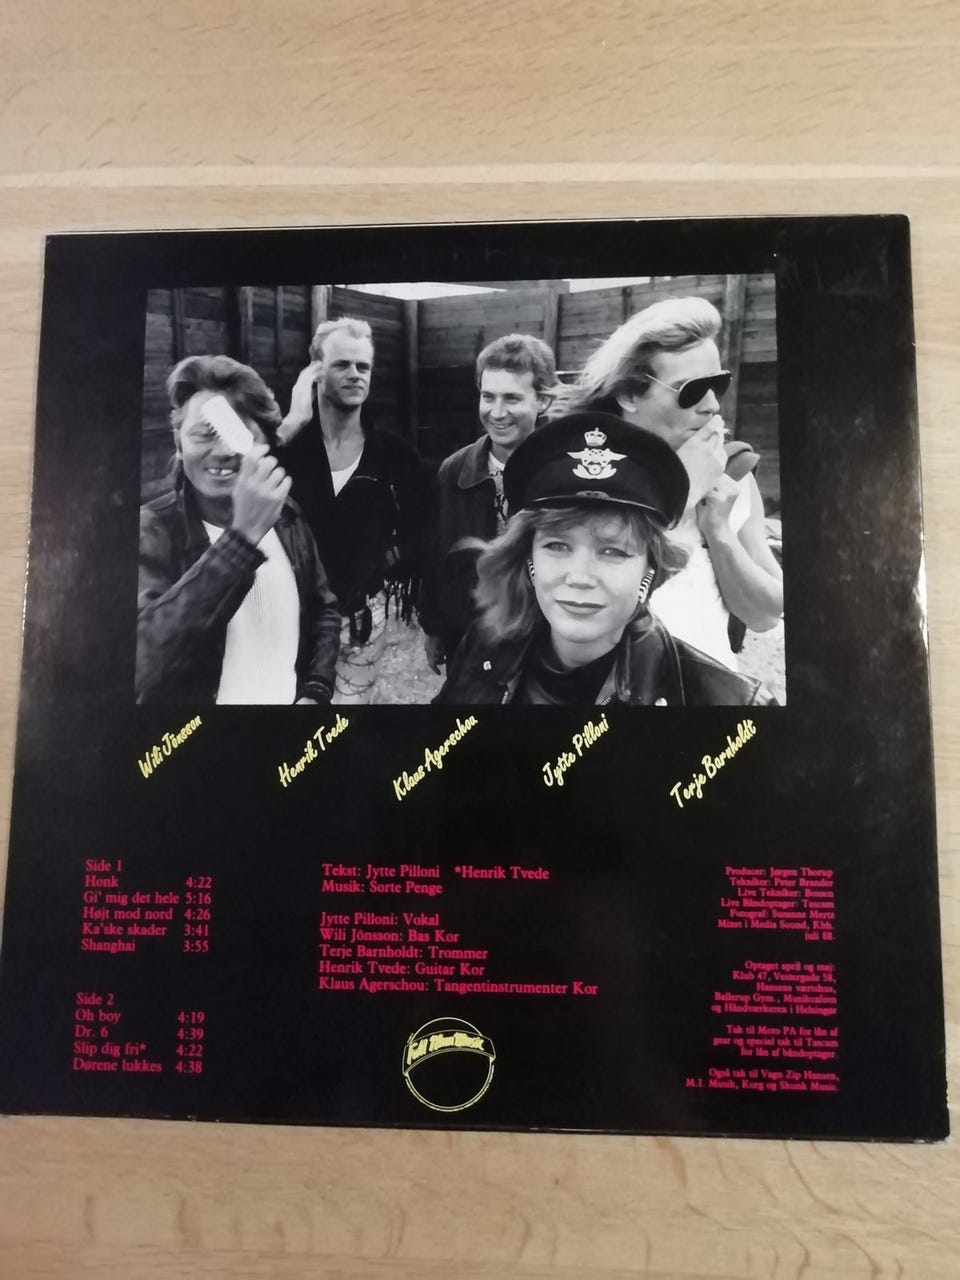 Wili Jönsson
Henrik Tvede
Klaus Agerschou
Jytte Pilloni
Terje Barnholdt
Side 1
Honk 4:22
Gi' mig det hele 5:16
Højt mod nord 4:26
Ka'ske skader 3:41
Shanghai 3:55
Side 2
Oh boy 4:19
Dr. 6 4:39
Slip dig fri* 4:22
Dørene lukkes 4:38
Tekst: Jytte Pilloni *Henrik Tvede
Musik: Sorte Penge
Jytte Pilloni: Vokal
Wili Jönsson: Bas Kor
Terje Barnholdt: Trommer
Henrik Tvede: Guitar Kor
Klaus Agerschou: Tangentinstrumenter Kor
Producer: Jørgen Thorup
Tekniker: Peter Brander
Live Tekniker: Bossen
Live Båndoptager: Tascam
Fotograf: Susanne Mertz
Mixet i Media Sound, Kbh.
juli 88.
Optaget april og maj:
Klub 47, Vestergade 58,
Hansens værtshus,
Ballerup Gym., Musikcafeen
og Håndværkeren i Helsingør
Tak til Moto PA for lån af
gear og speciel tak til Tascam
for lån af båndoptager.
Også tak til Vagn Zip Hansen,
M.I. Musik, Korg og Skunk Music.